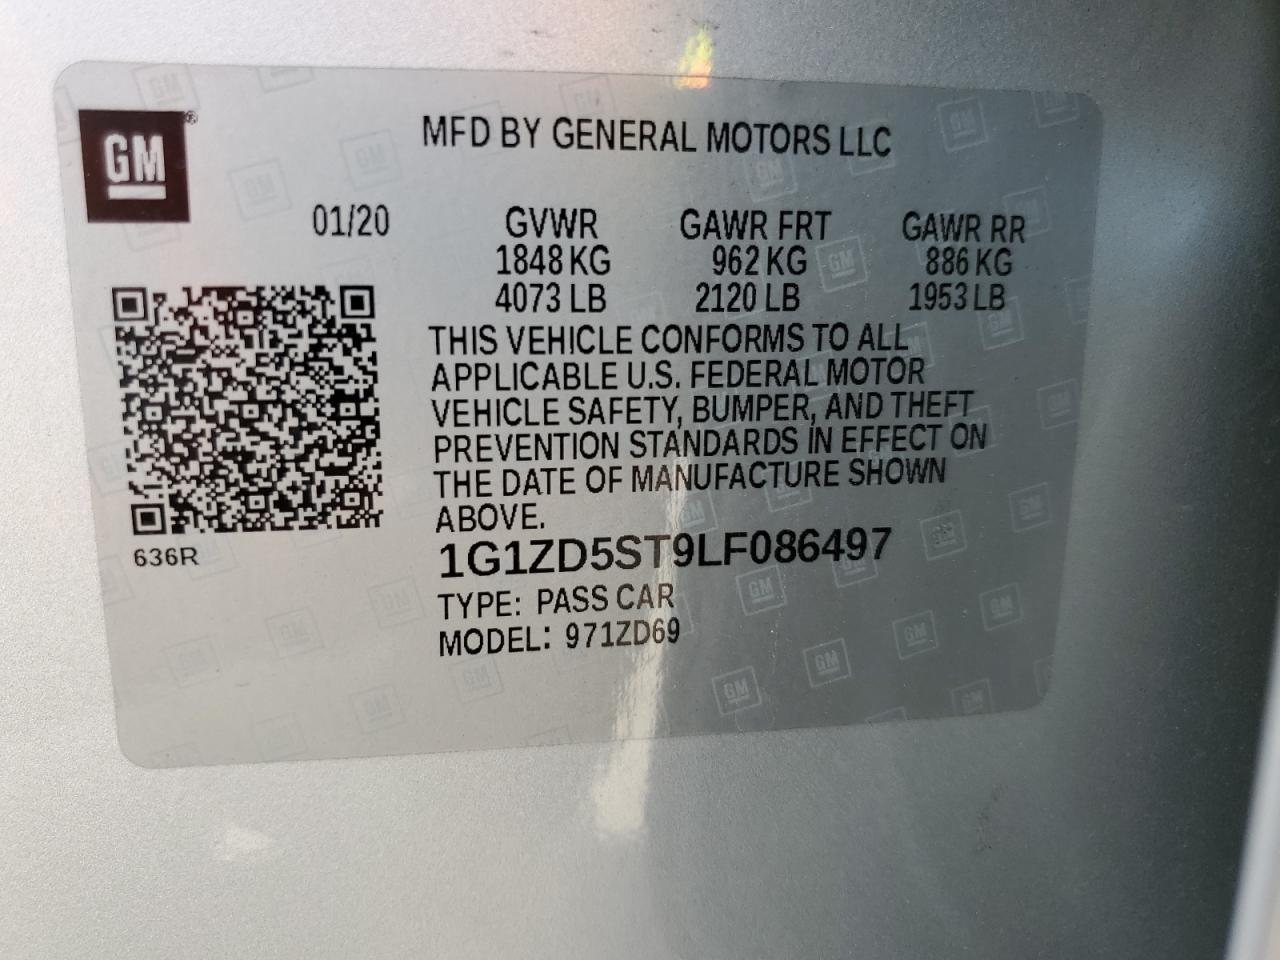 GM®
MFD BY GENERAL MOTORS LLC
01/20 GVWR GAWR FRT GAWR RR
1848 KG 962 KG 886 KG
4073 LB 2120 LB 1953 LB
THIS VEHICLE CONFORMS TO ALL
APPLICABLE U.S. FEDERAL MOTOR
VEHICLE SAFETY, BUMPER, AND THEFT
PREVENTION STANDARDS IN EFFECT ON
THE DATE OF MANUFACTURE SHOWN
ABOVE.
636R
1G1ZD5ST9LF086497
TYPE: PASS CAR
MODEL: 971ZD69